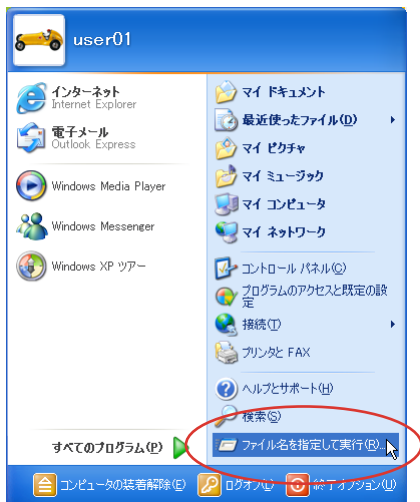 user01
インターネット
Internet Explorer
電子メール
Outlook Express
Windows Media Player
Windows Messenger
Windows XP ツアー
すべてのプログラム(P)
マイ ドキュメント
最近使ったファイル(D)
マイ ピクチャ
マイ ミュージック
マイ コンピュータ
マイ ネットワーク
コントロール パネル(C)
プログラムのアクセスと既定の設
定
接続(T)
プリンタと FAX
ヘルプとサポート(H)
検索(S)
ファイル名を指定して実行(R)...
コンピュータの装着解除(E)
ログオフ(L)
終了オプション(U)